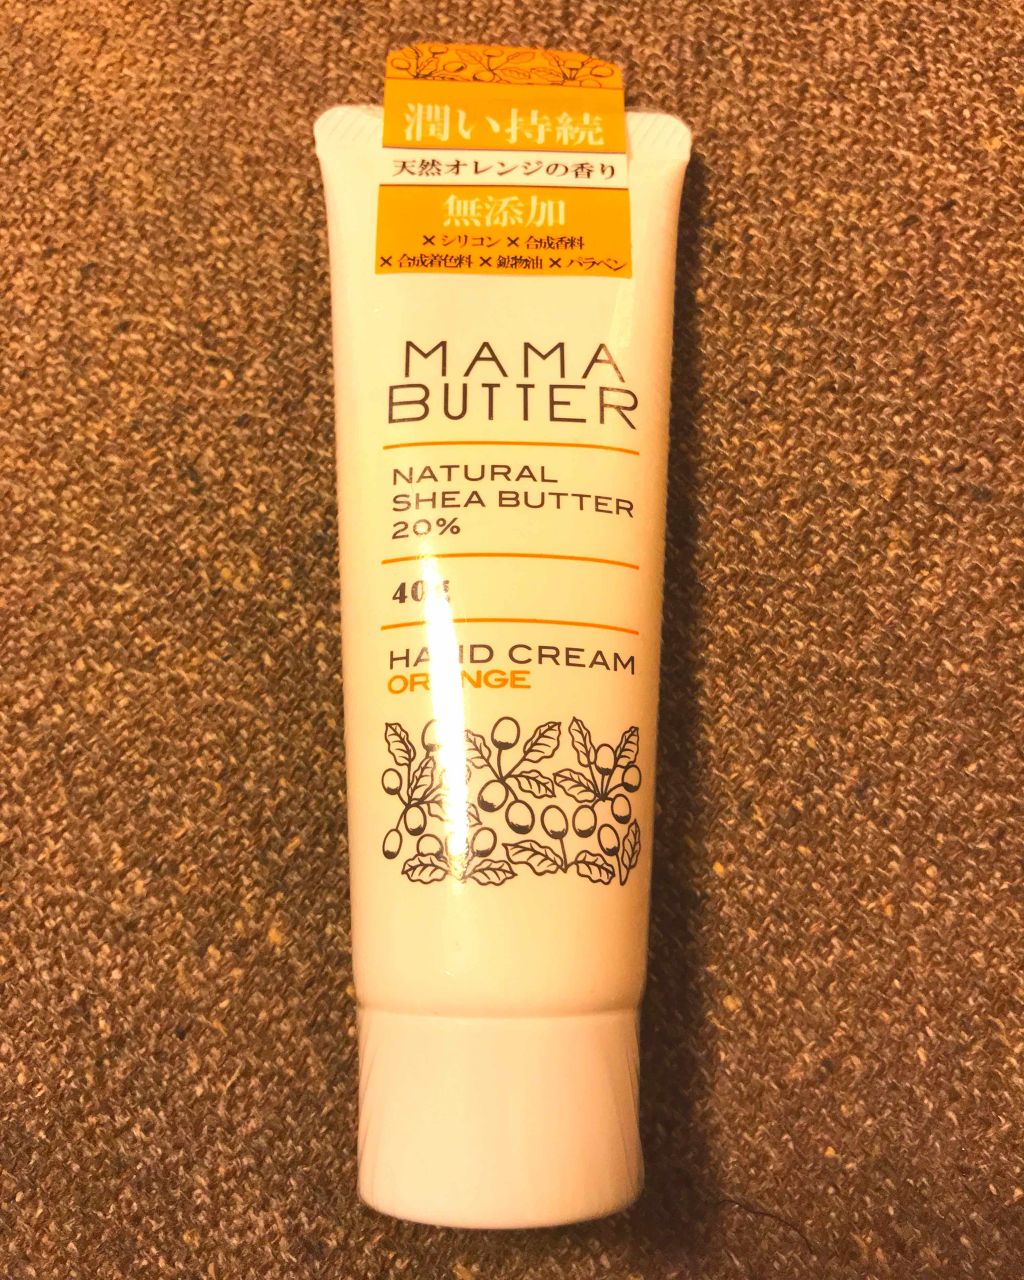 潤い持続
天然オレンジの香り
無添加
×シリコン×合成香料
×合成着色料×鉱物油×パラベン
MAMA
BUTTER
NATURAL
SHEA BUTTER
20%
40g
HAND CREAM
ORANGE